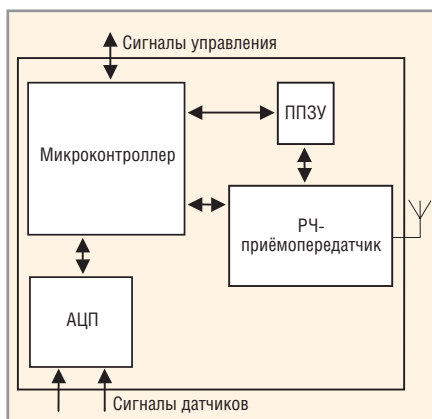 Сигналы управления
Микроконтроллер
ППЗУ
РЧ-
приёмопередатчик
АЦП
Сигналы датчиков